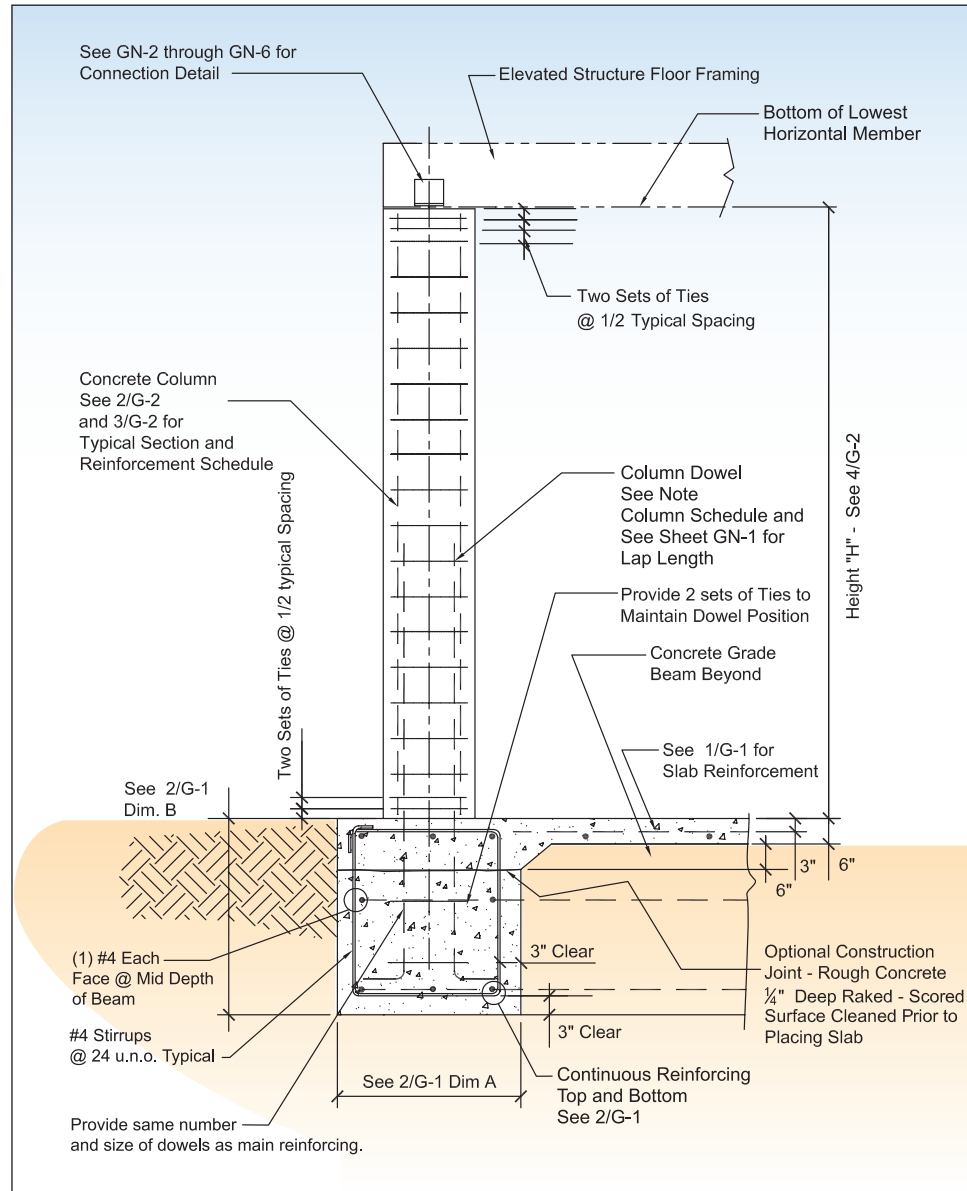 See GN-2 through GN-6 for
Connection Detail
Elevated Structure Floor Framing
Bottom of Lowest
Horizontal Member
Two Sets of Ties
@ 1/2 Typical Spacing
Concrete Column
See 2/G-2
and 3/G-2 for
Typical Section and
Reinforcement Schedule
Column Dowel
See Note
Column Schedule and
See Sheet GN-1 for
Lap Length
Height "H" - See 4/G-2
Provide 2 sets of Ties to
Maintain Dowel Position
Two Sets of Ties @ 1/2 typical Spacing
Concrete Grade
Beam Beyond
See 1/G-1 for
Slab Reinforcement
See 2/G-1
Dim. B
3"
6"
6"
(1) #4 Each
Face @ Mid Depth
of Beam
3" Clear
Optional Construction
Joint - Rough Concrete
¼" Deep Raked - Scored
Surface Cleaned Prior to
Placing Slab
#4 Stirrups
@ 24 u.n.o. Typical
3" Clear
See 2/G-1 Dim A
Continuous Reinforcing
Top and Bottom
See 2/G-1
Provide same number
and size of dowels as main reinforcing.